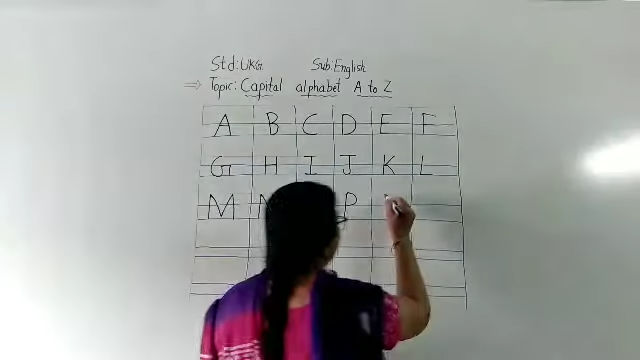 Std:UKG. Sub:English
⇒ Topic: Capital alphabet A to Z
A B C D E F
G H I J K L
M N P